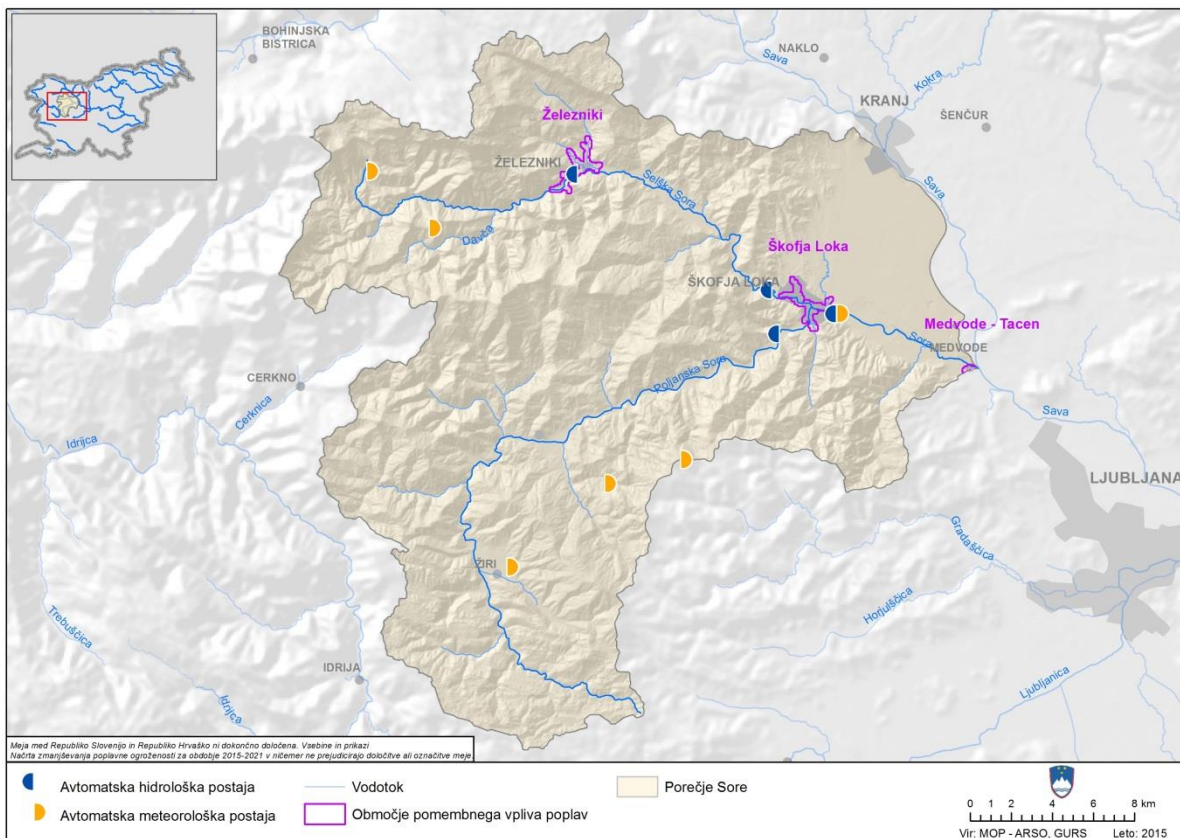 BOHINJSKA
BISTRICA
NAKLO
Sava
Kokra
KRANJ
ŠENČUR
Železniki
ŽELEZNIKI
Selška Sora
Sava
Davča
Škofja Loka
ŠKOFJA LOKA
Medvode - Tacen
Sora
MEDVODE
CERKNO
Cerknica
Poljanska Sora
Sava
Idrijca
LJUBLJANA
Gradaščica
ŽIRI
Horjulščica
Trebuščica
IDRIJA
Idrijca
Ljubljanica
Meja med Republiko Slovenijo in Republiko Hrvaško ni dokončno določena. Vsebine in prikazi
Načrta zmanjševanja poplavne ogroženosti za obdobje 2015-2021 v ničemer ne prejudicirajo določitve ali označitve meje
Avtomatska hidrološka postaja
Vodotok
Porečje Sore
Avtomatska meteorološka postaja
Območje pomembnega vpliva poplav
0 1 2 4 6 8 km
Vir: MOP - ARSO, GURS Leto: 2015